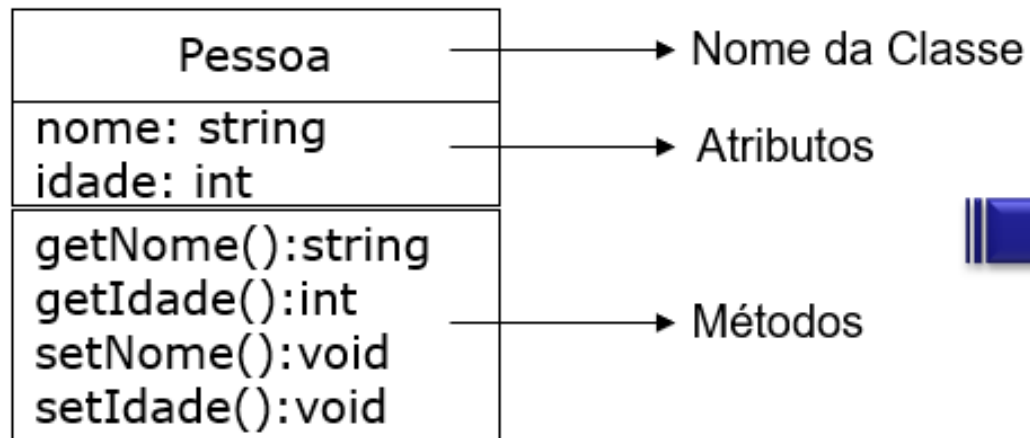 Pessoa
Nome da Classe
nome: string
idade: int
Atributos
getNome():string
getIdade():int
setNome():void
setIdade():void
Métodos